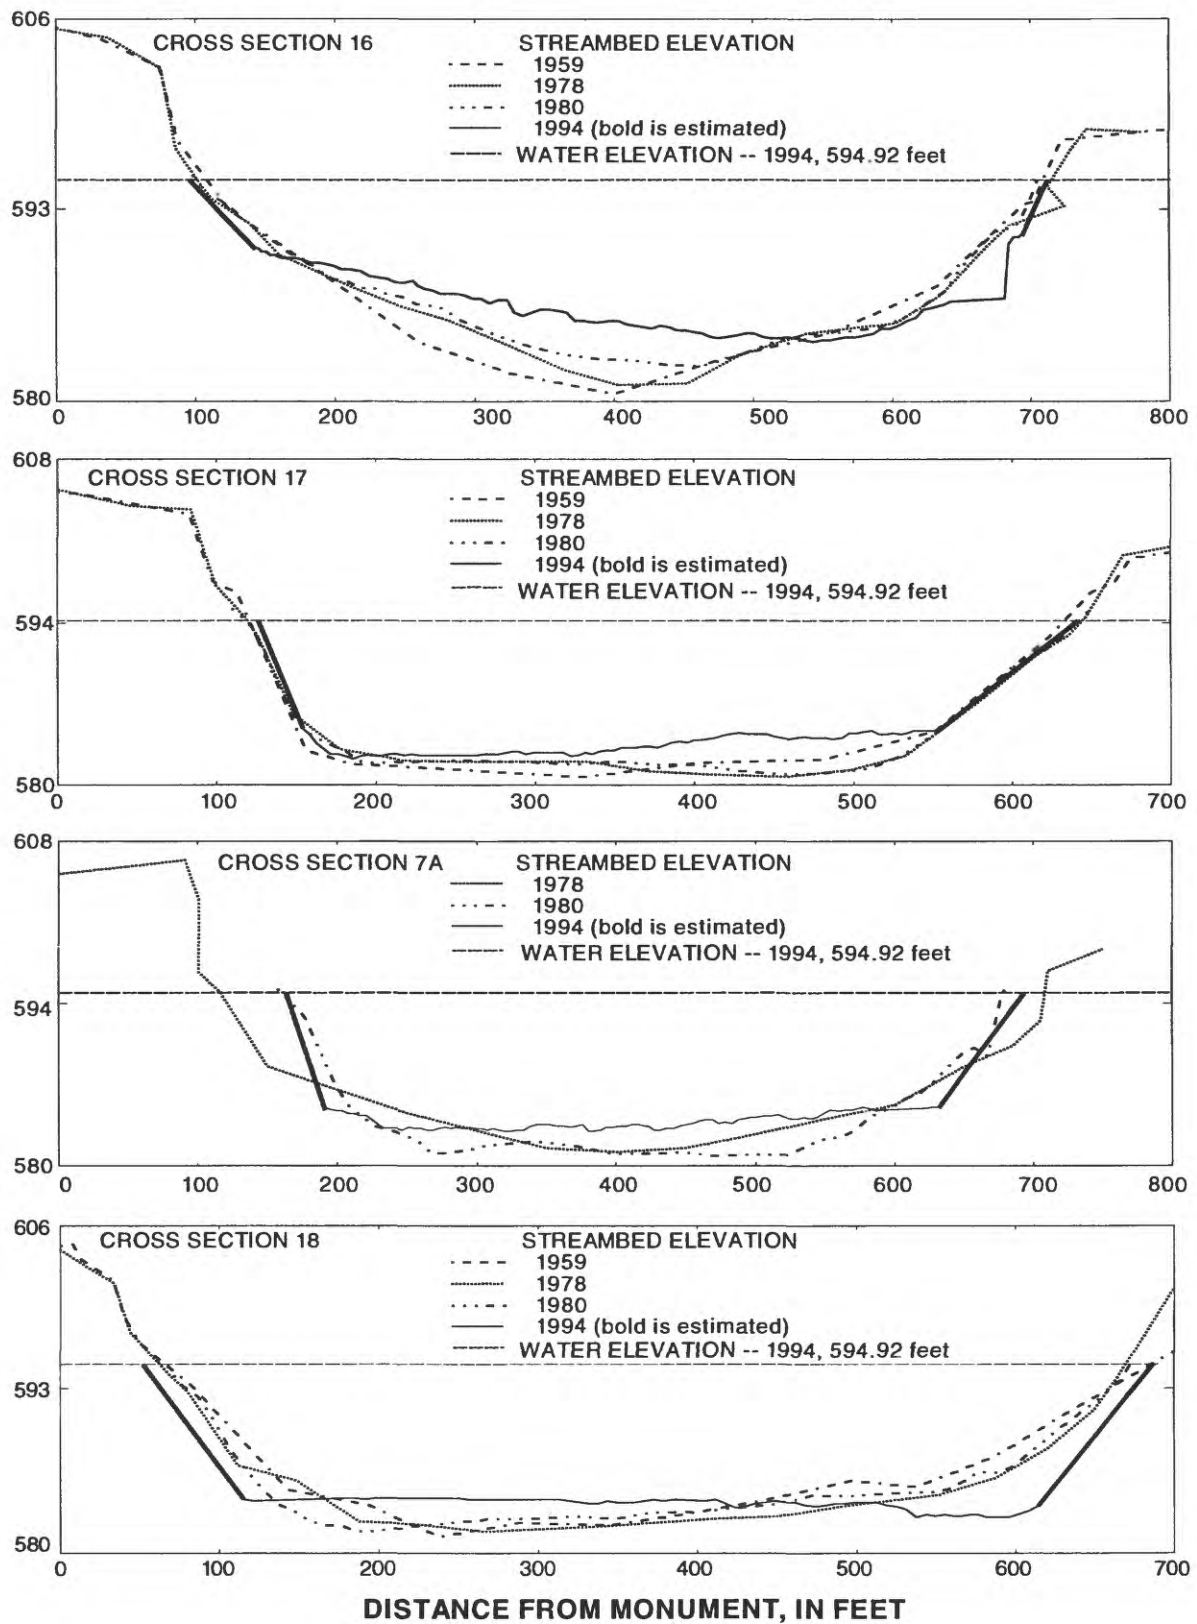 606
CROSS SECTION 16
STREAMBED ELEVATION
1959
1978
1980
1994 (bold is estimated)
WATER ELEVATION -- 1994, 594.92 feet
593
580
0 100 200 300 400 500 600 700 800
608
CROSS SECTION 17
STREAMBED ELEVATION
1959
1978
1980
1994 (bold is estimated)
WATER ELEVATION -- 1994, 594.92 feet
594
580
0 100 200 300 400 500 600 700
608
CROSS SECTION 7A
STREAMBED ELEVATION
1978
1980
1994 (bold is estimated)
WATER ELEVATION -- 1994, 594.92 feet
594
580
0 100 200 300 400 500 600 700 800
606
CROSS SECTION 18
STREAMBED ELEVATION
1959
1978
1980
1994 (bold is estimated)
WATER ELEVATION -- 1994, 594.92 feet
593
580
0 100 200 300 400 500 600 700
DISTANCE FROM MONUMENT, IN FEET